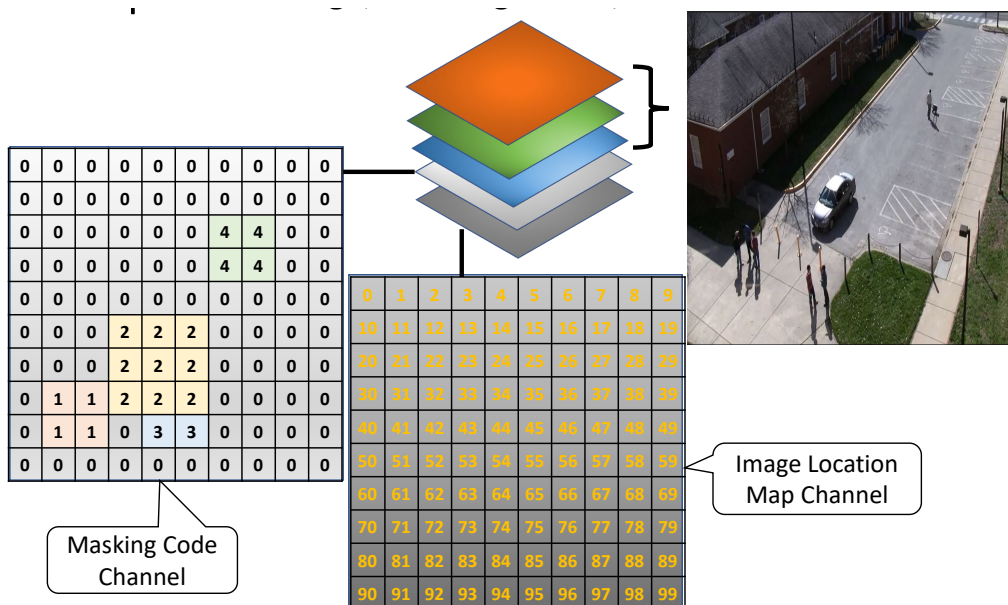 0 0 0 0 0 0 0 0 0 0
0 0 0 0 0 0 0 0 0 0
0 0 0 0 0 0 4 4 0 0
0 0 0 0 0 0 4 4 0 0
0 0 0 0 0 0 0 0 0 0
0 0 0 2 2 2 0 0 0 0
0 0 0 2 2 2 0 0 0 0
0 1 1 2 2 2 0 0 0 0
0 1 1 0 3 3 0 0 0 0
0 0 0 0 0 0 0 0 0 0
Masking Code
Channel
0 1 2 3 4 5 6 7 8 9
10 11 12 13 14 15 16 17 18 19
20 21 22 23 24 25 26 27 28 29
30 31 32 33 34 35 36 37 38 39
40 41 42 43 44 45 46 47 48 49
50 51 52 53 54 55 56 57 58 59
60 61 62 63 64 65 66 67 68 69
70 71 72 73 74 75 76 77 78 79
80 81 82 83 84 85 86 87 88 89
90 91 92 93 94 95 96 97 98 99
Image Location
Map Channel